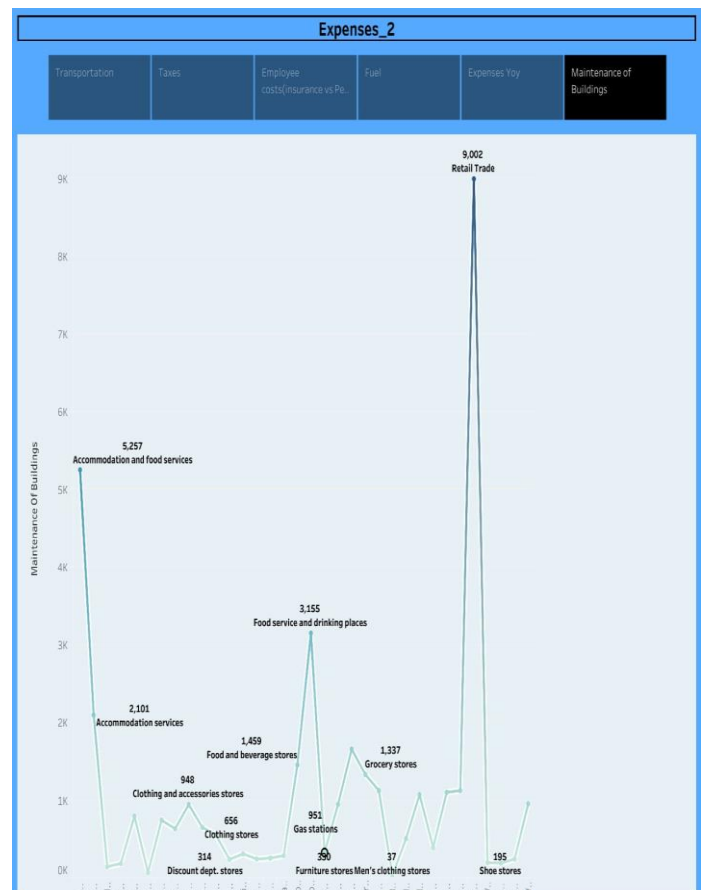 Expenses_2
Transportation
Taxes
Employee
costs(insurance vs Pe..
Fuel
Expenses Yoy
Maintenance of
Buildings
9,002
Retail Trade
9K
8K
7K
6K
5,257
Accommodation and food services
5K
Maintenance Of Buildings
4K
3,155
Food service and drinking places
3K
2,101
Accommodation services
2K
1,459
Food and beverage stores
1,337
Grocery stores
948
Clothing and accessories stores
1K
656
Clothing stores
951
Gas stations
314
Discount dept. stores
Furniture stores
37
Men's clothing stores
195
Shoe stores
0K